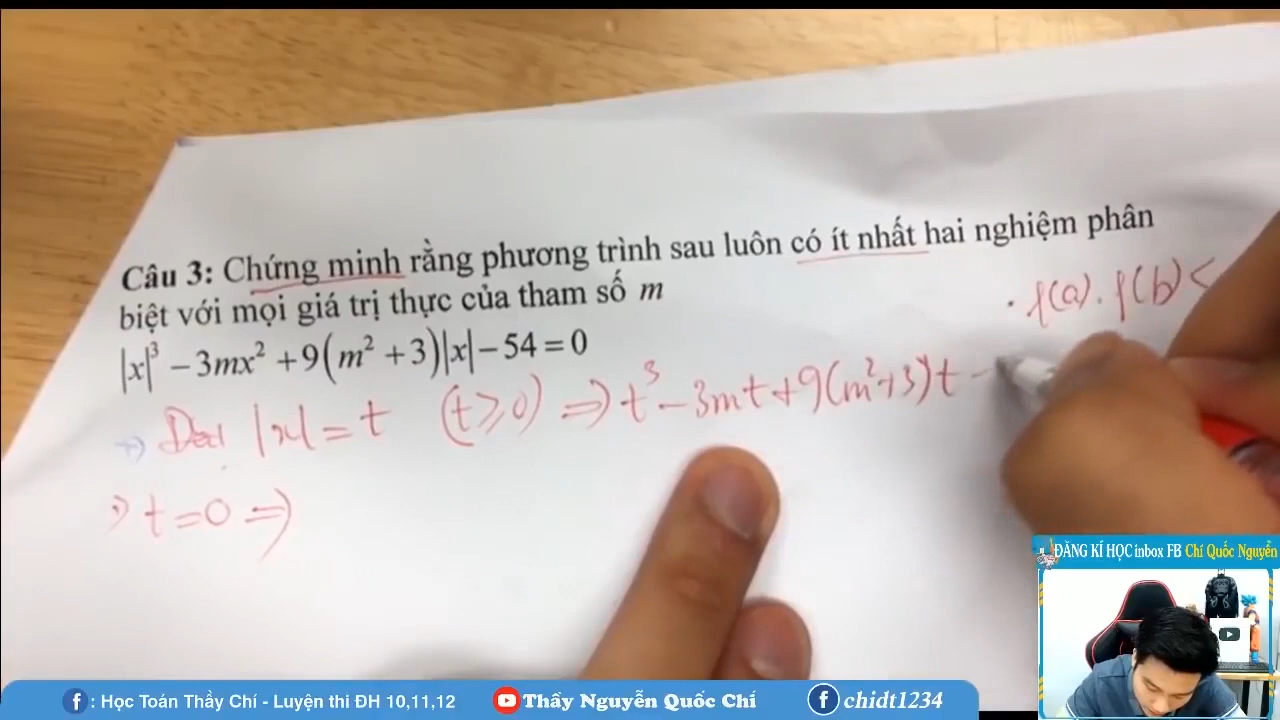 Câu 3: Chứng minh rằng phương trình sau luôn có ít nhất hai nghiệm phân
biệt với mọi giá trị thực của tham số m
• f(a). f(b) <
|x|³ − 3mx² + 9(m² + 3)|x| − 54 = 0
+) Đặt |x| = t (t ≥ 0) => t³ − 3mt + 9(m² + 3)t −
t = 0 =>
ĐĂNG KÍ HỌC inbox FB Chí Quốc Nguyễn
f : Học Toán Thầy Chí - Luyện thi ĐH 10,11,12
Thầy Nguyễn Quốc Chí
f chidt1234